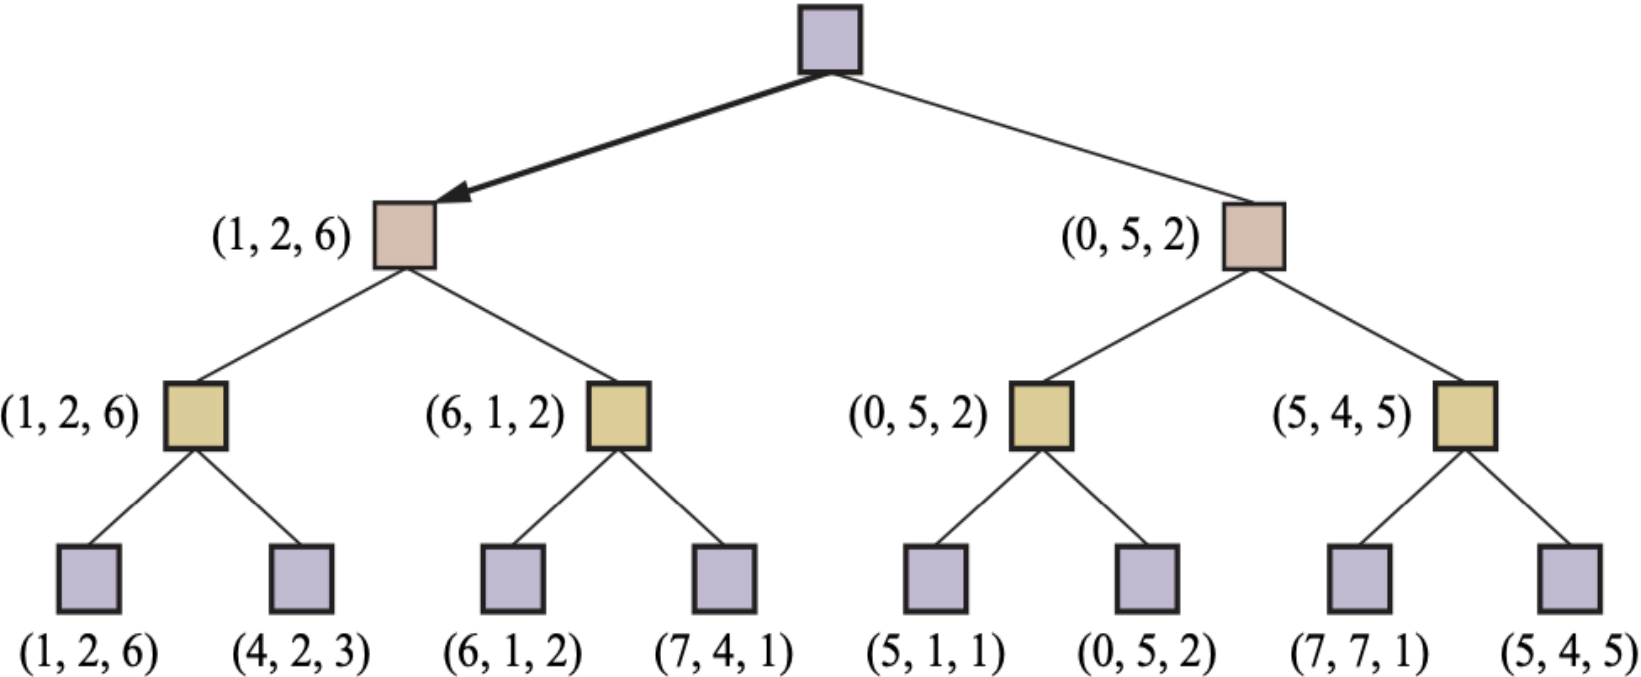 (1, 2, 6) (0, 5, 2)
(1, 2, 6) (6, 1, 2) (0, 5, 2) (5, 4, 5)
(1, 2, 6) (4, 2, 3) (6, 1, 2) (7, 4, 1) (5, 1, 1) (0, 5, 2) (7, 7, 1) (5, 4, 5)